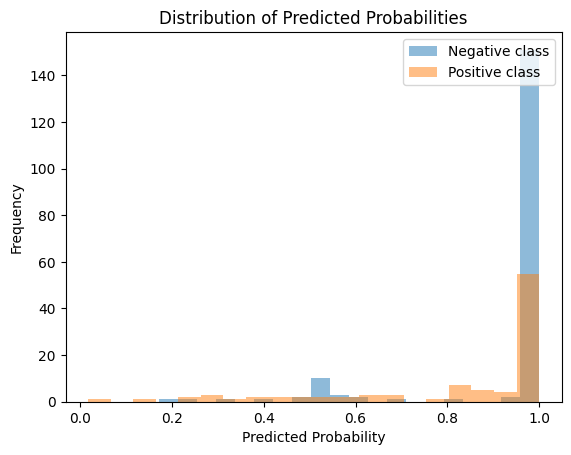 Distribution of Predicted Probabilities
Negative class
Positive class
140
120
100
80
60
40
20
0
Frequency
0.0 0.2 0.4 0.6 0.8 1.0
Predicted Probability